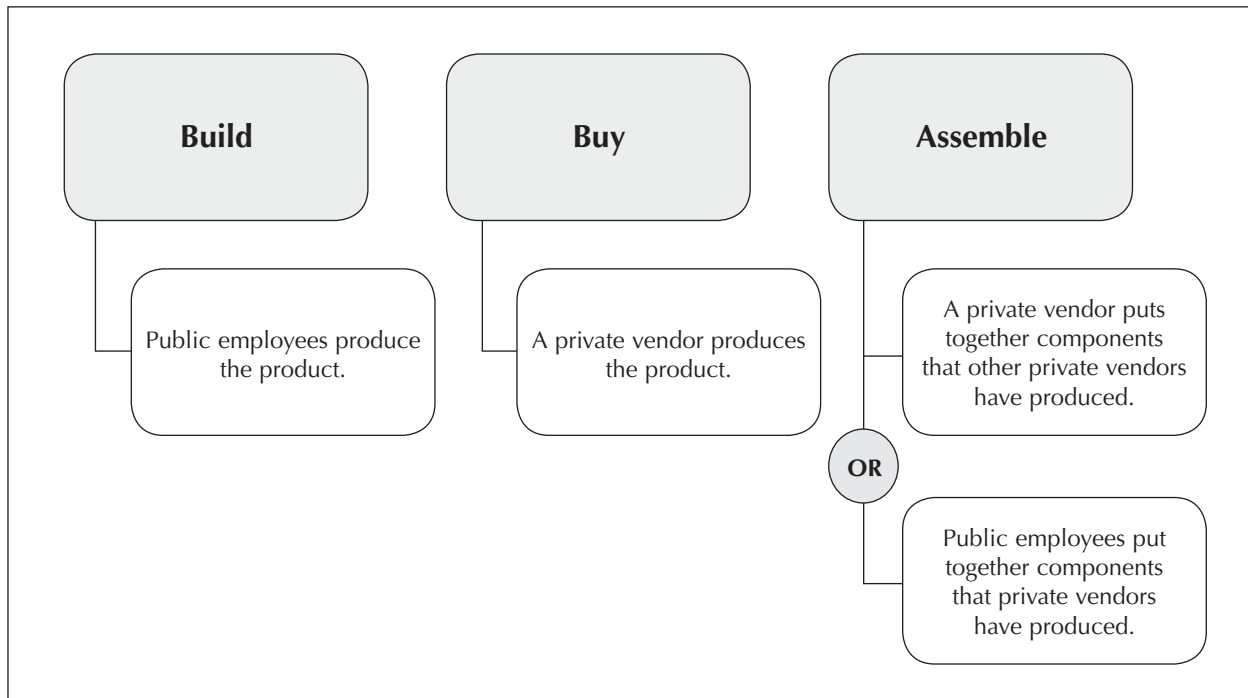 Build
Public employees produce
the product.
Buy
A private vendor produces
the product.
Assemble
A private vendor puts
together components
that other private vendors
have produced.
OR
Public employees put
together components
that private vendors
have produced.